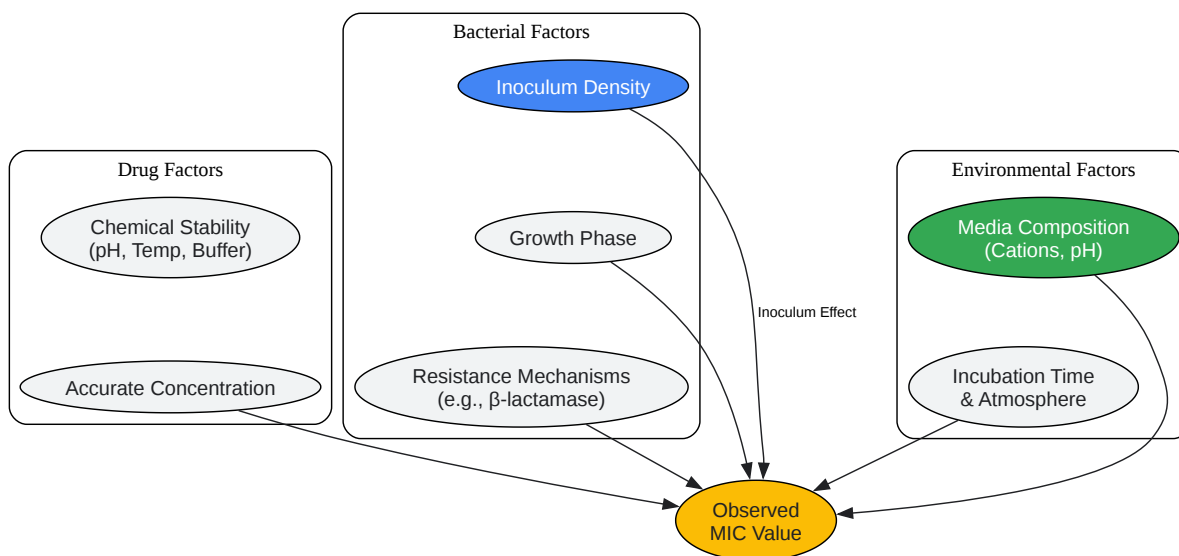 Bacterial Factors
Inoculum Density
Drug Factors
Chemical Stability
(pH, Temp, Buffer)
Growth Phase
Environmental Factors
Media Composition
(Cations, pH)
Inoculum Effect
Accurate Concentration
Resistance Mechanisms
(e.g., β-lactamase)
Incubation Time
& Atmosphere
Observed
MIC Value